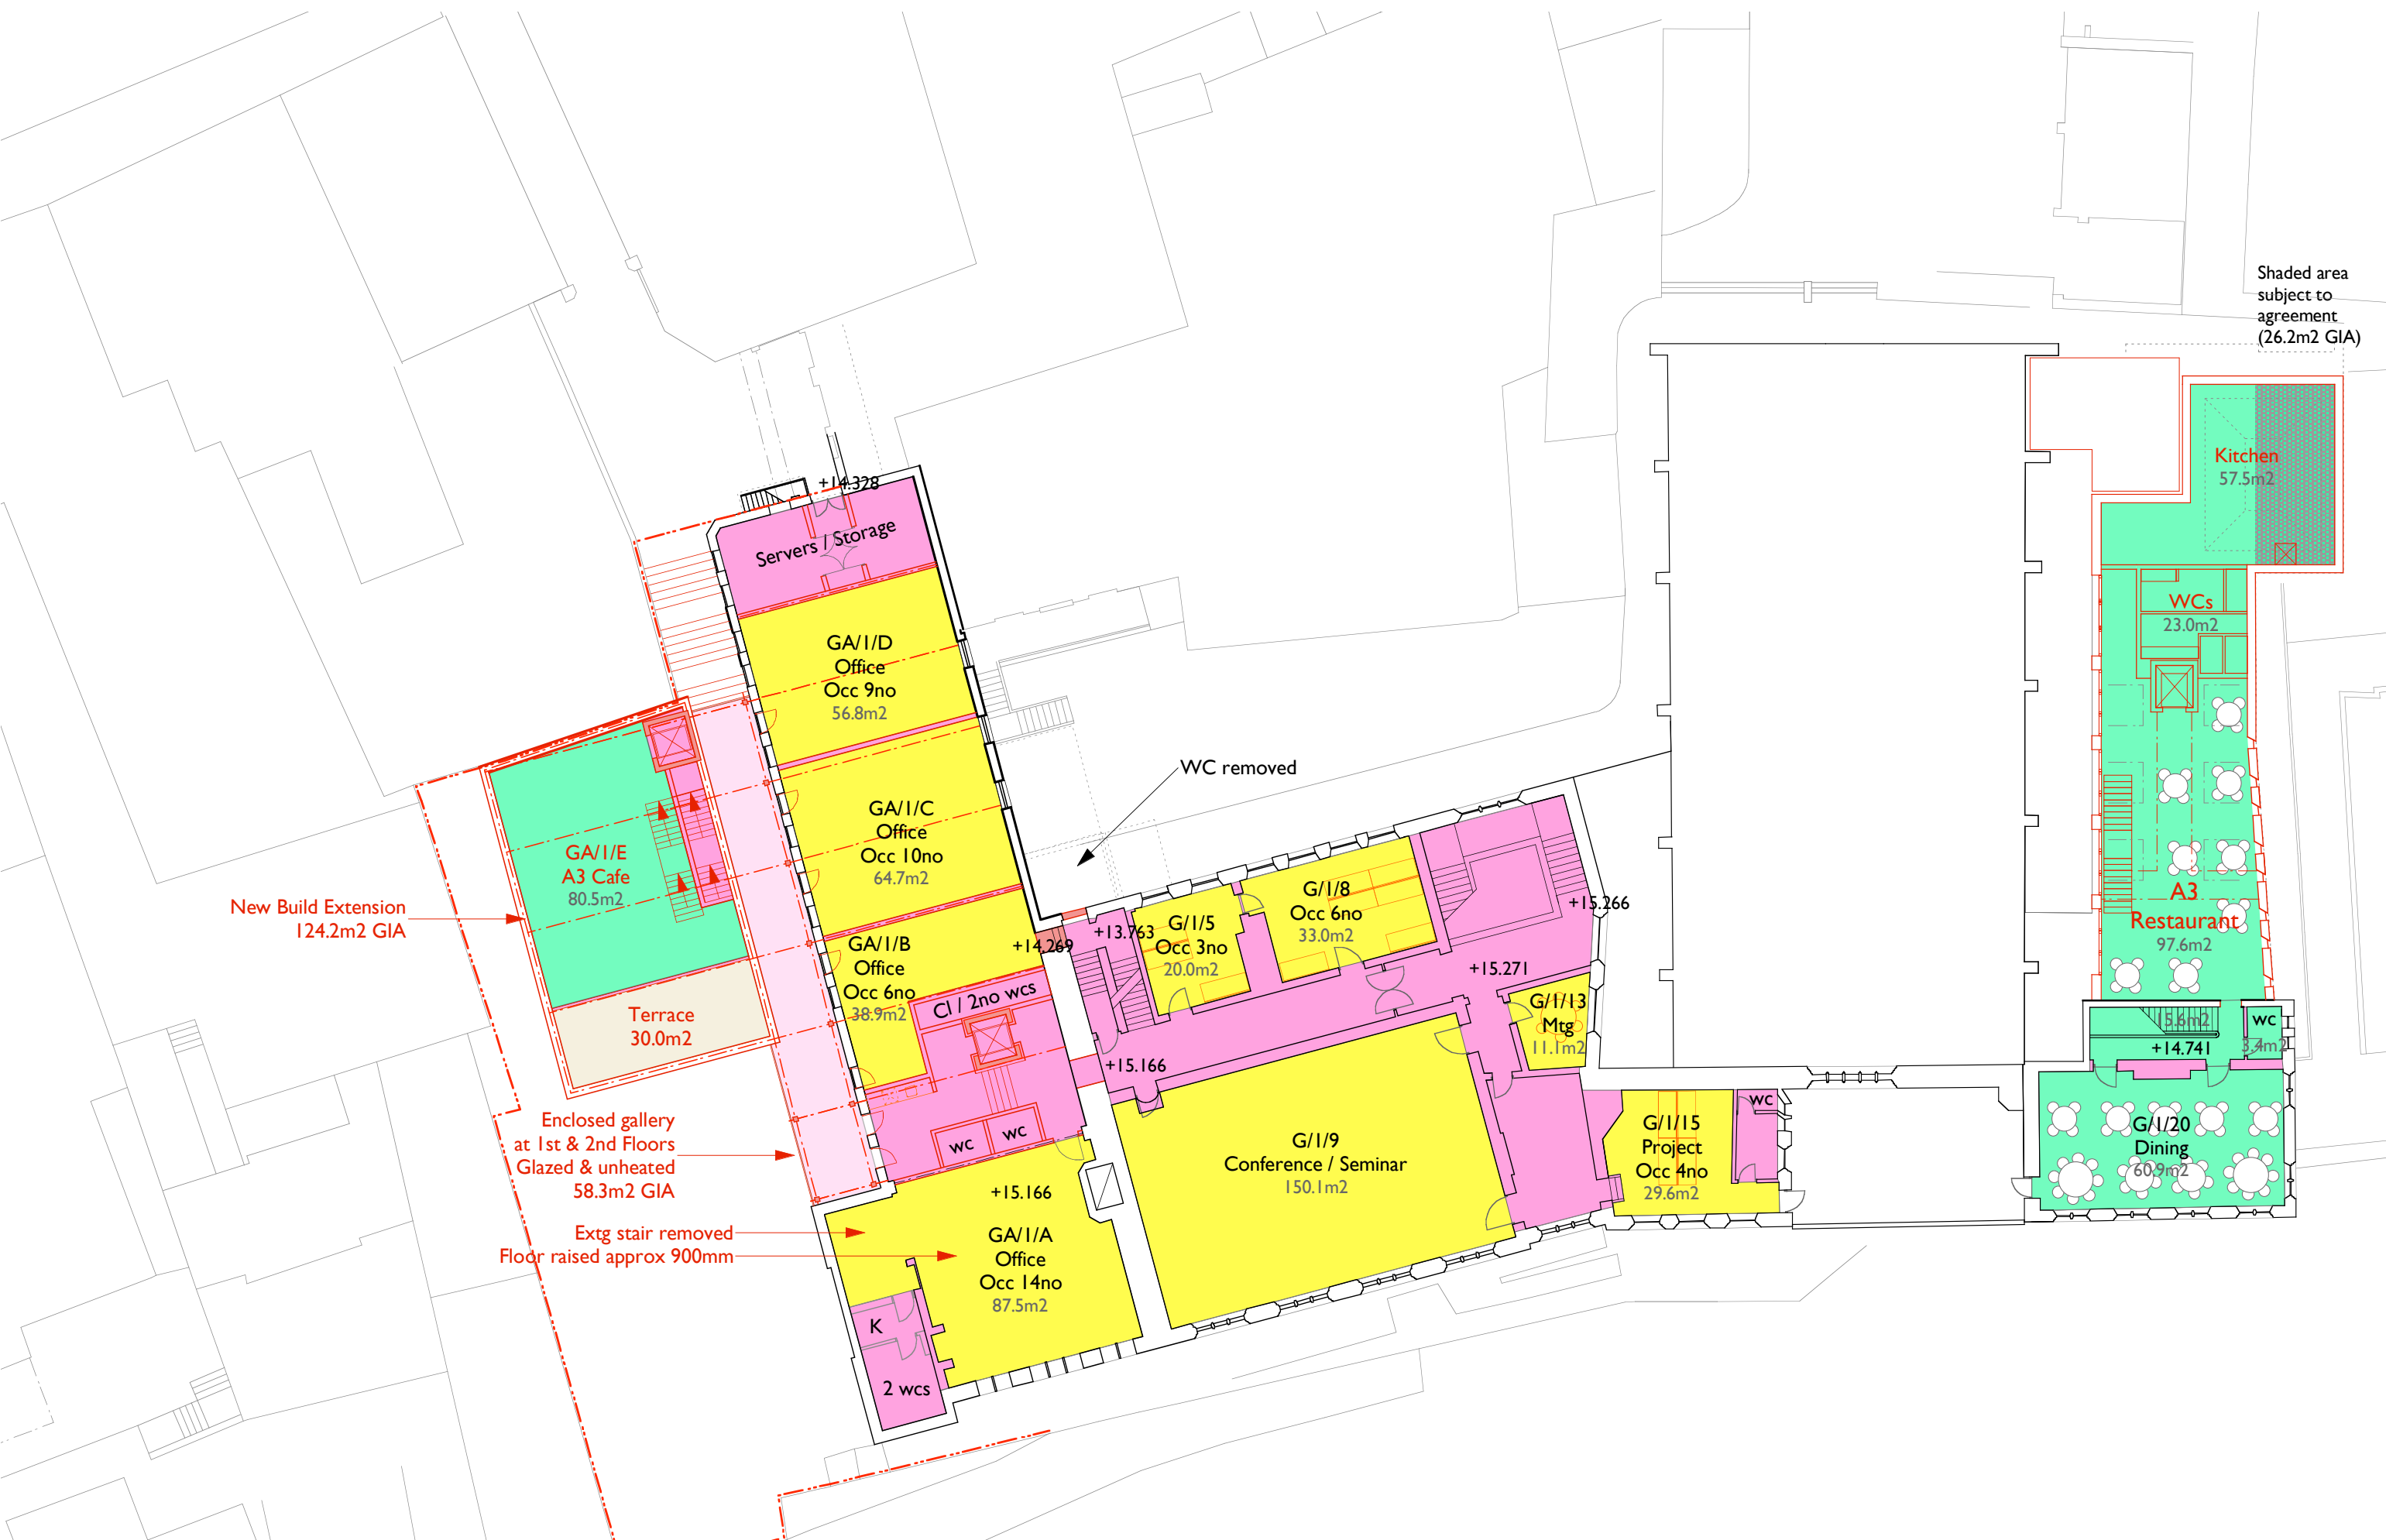 Shaded area
subject to
agreement
(26.2m2 GIA)
Kitchen
57.5m2
+14.328
Servers / Storage
WCs
23.0m2
GA/1/D
Office
Occ 9no
56.8m2
WC removed
GA/1/C
Office
Occ 10no
64.7m2
GA/1/E
A3 Cafe
80.5m2
New Build Extension
124.2m2 GIA
G/1/8
Occ 6no
33.0m2
+15.266
A3
Restaurant
97.6m2
G/1/5
Occ 3no
20.0m2
+13.763
+14.269
GA/1/B
Office
Occ 6no
38.9m2
+15.271
Cl / 2no wcs
G/1/13
Mtg
11.1m2
Terrace
30.0m2
15.6m2
WC
3.4m2
+14.741
+15.166
Enclosed gallery
at 1st & 2nd Floors
Glazed & unheated
58.3m2 GIA
WC
WC
G/1/9
Conference / Seminar
150.1m2
G/1/15
Project
Occ 4no
29.6m2
WC
G/1/20
Dining
60.9m2
+15.166
Extg stair removed
Floor raised approx 900mm
GA/1/A
Office
Occ 14no
87.5m2
K
2 wcs